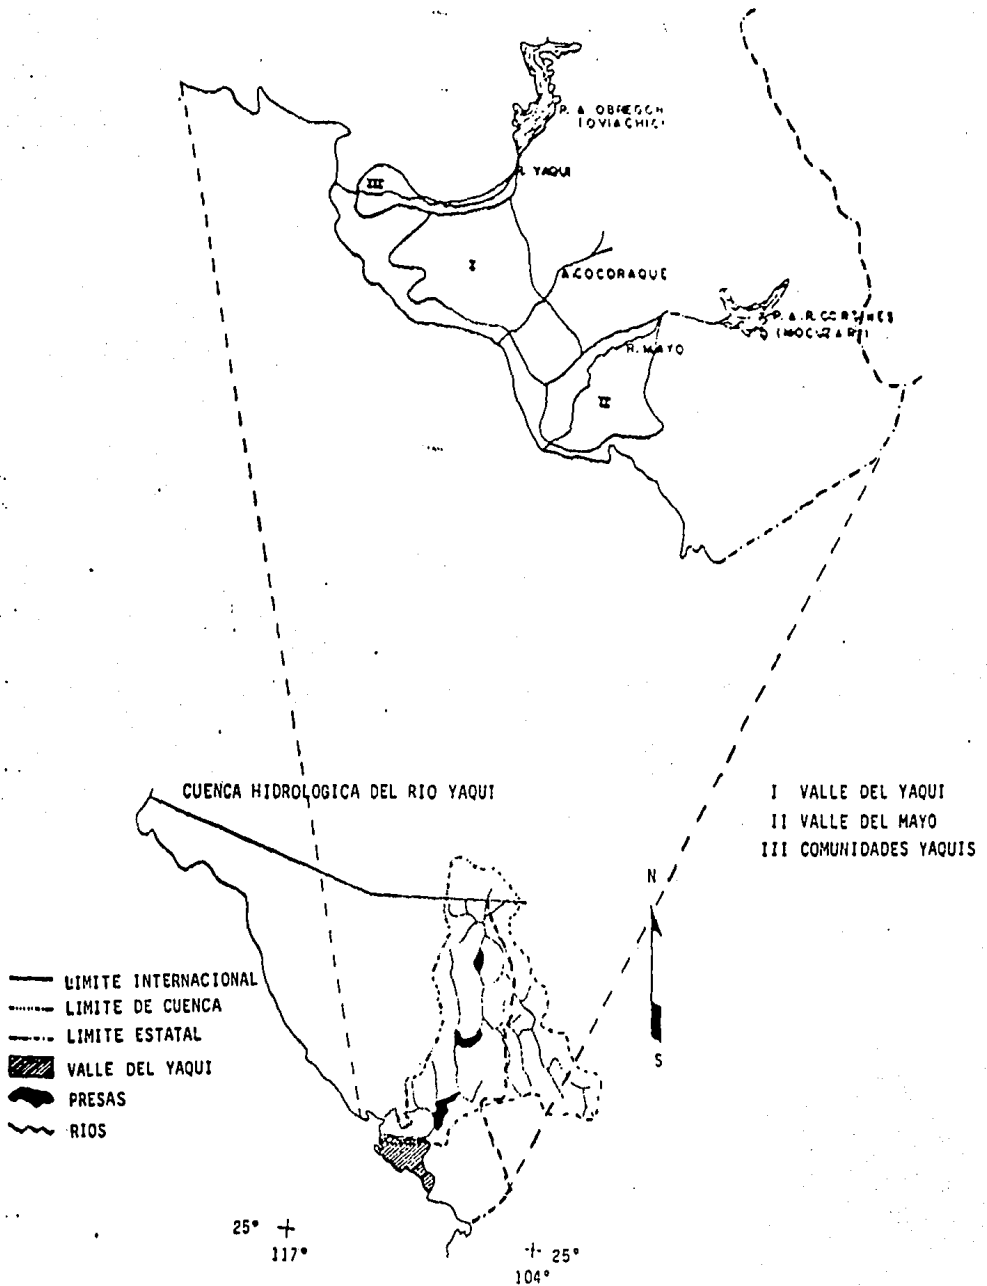 P. A. OBREGON
(OVIACHIC)
R. YAQUI
III
I
A. COCORAQUE
P. A. R. CORTINES
(MOCUZARI)
R. MAYO
II
CUENCA HIDROLOGICA DEL RIO YAQUI
I VALLE DEL YAQUI
II VALLE DEL MAYO
III COMUNIDADES YAQUIS
N
S
LIMITE INTERNACIONAL
LIMITE DE CUENCA
LIMITE ESTATAL
VALLE DEL YAQUI
PRESAS
RIOS
25°
117°
25°
104°